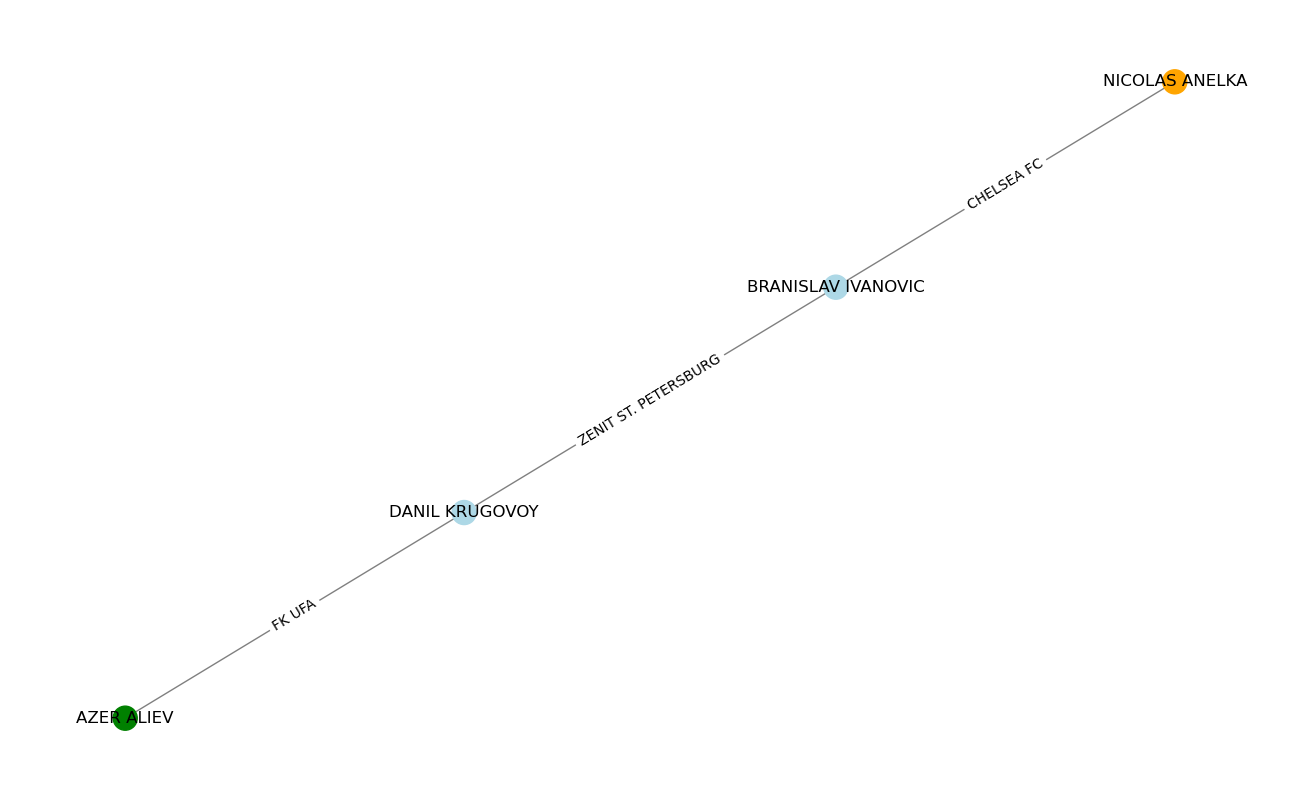 NICOLAS ANELKA
CHELSEA FC
BRANISLAV IVANOVIC
ZENIT ST. PETERSBURG
DANIL KRUGOVOY
FK UFA
AZER ALIEV